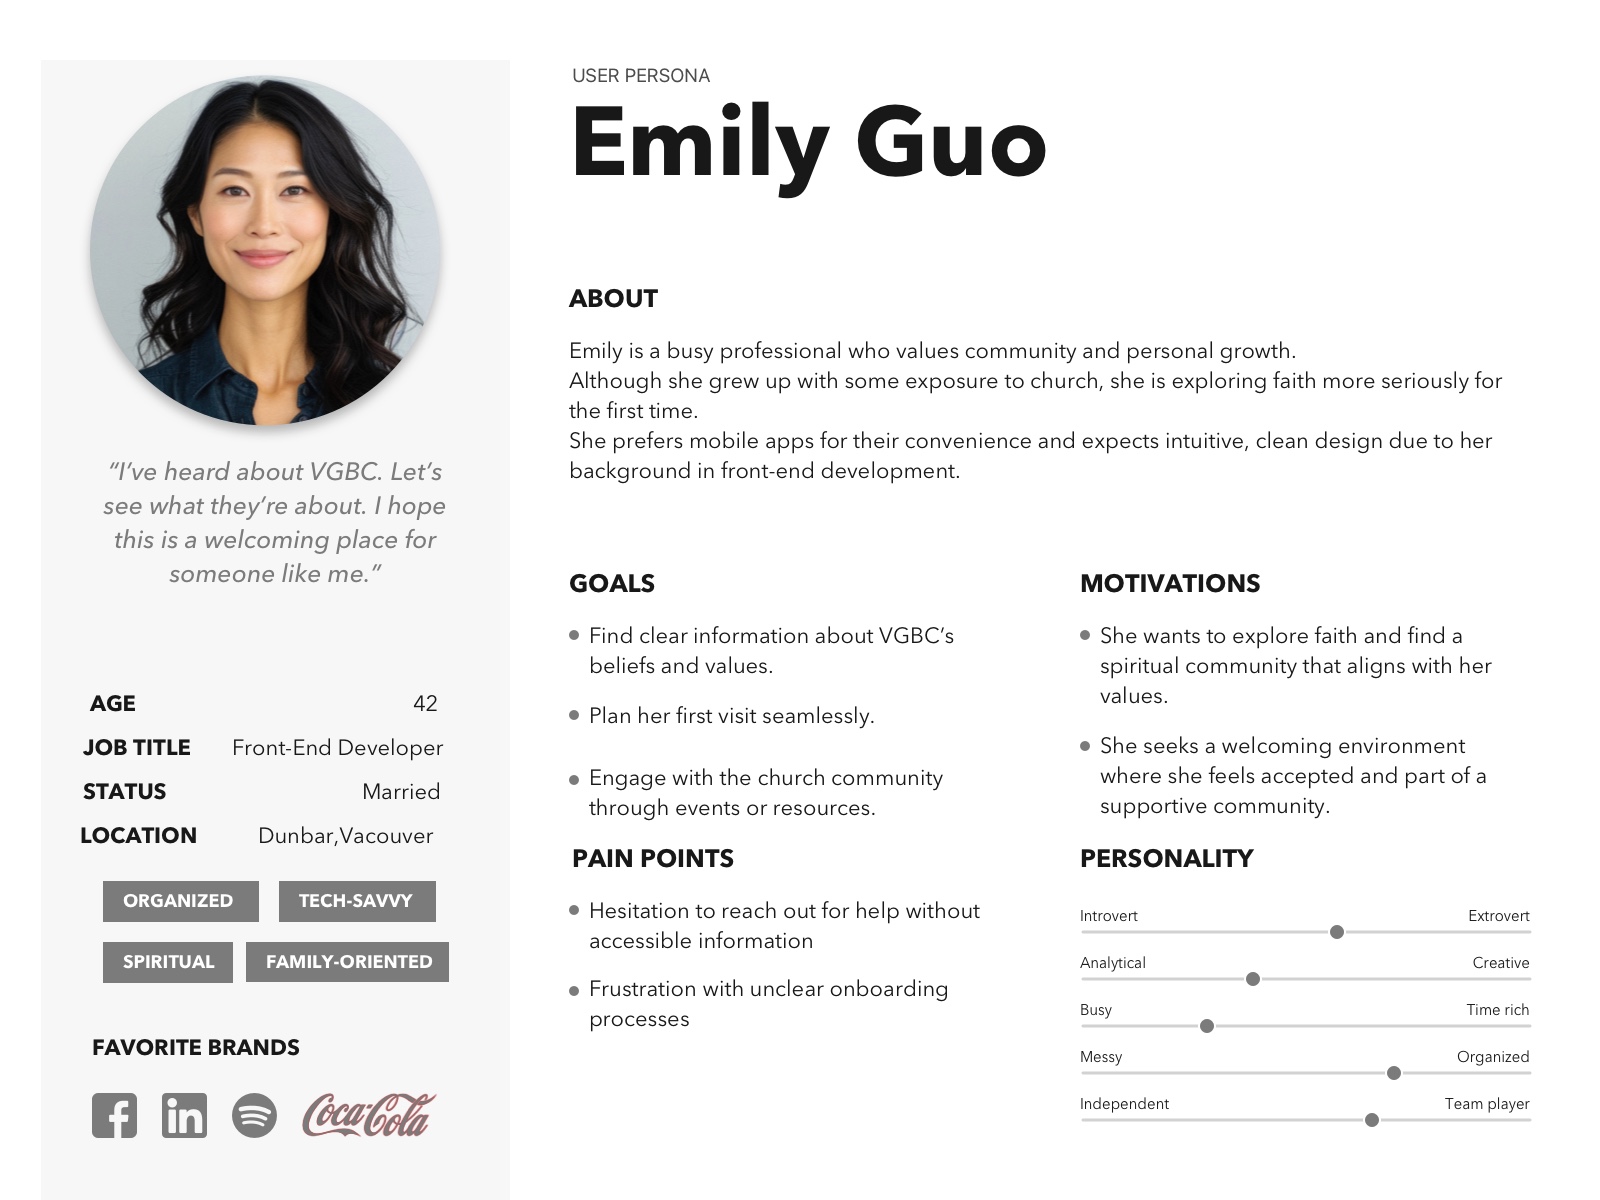 USER PERSONA
Emily Guo
“I’ve heard about VGBC. Let’s
see what they’re about. I hope
this is a welcoming place for
someone like me.”
AGE 42
JOB TITLE Front-End Developer
STATUS Married
LOCATION Dunbar,Vacouver
ORGANIZED TECH-SAVVY
SPIRITUAL FAMILY-ORIENTED
FAVORITE BRANDS
f in Coca-Cola
ABOUT
Emily is a busy professional who values community and personal growth.
Although she grew up with some exposure to church, she is exploring faith more seriously for
the first time.
She prefers mobile apps for their convenience and expects intuitive, clean design due to her
background in front-end development.
GOALS
Find clear information about VGBC’s
beliefs and values.
Plan her first visit seamlessly.
Engage with the church community
through events or resources.
MOTIVATIONS
She wants to explore faith and find a
spiritual community that aligns with her
values.
She seeks a welcoming environment
where she feels accepted and part of a
supportive community.
PAIN POINTS
Hesitation to reach out for help without
accessible information
Frustration with unclear onboarding
processes
PERSONALITY
Introvert Extrovert
Analytical Creative
Busy Time rich
Messy Organized
Independent Team player